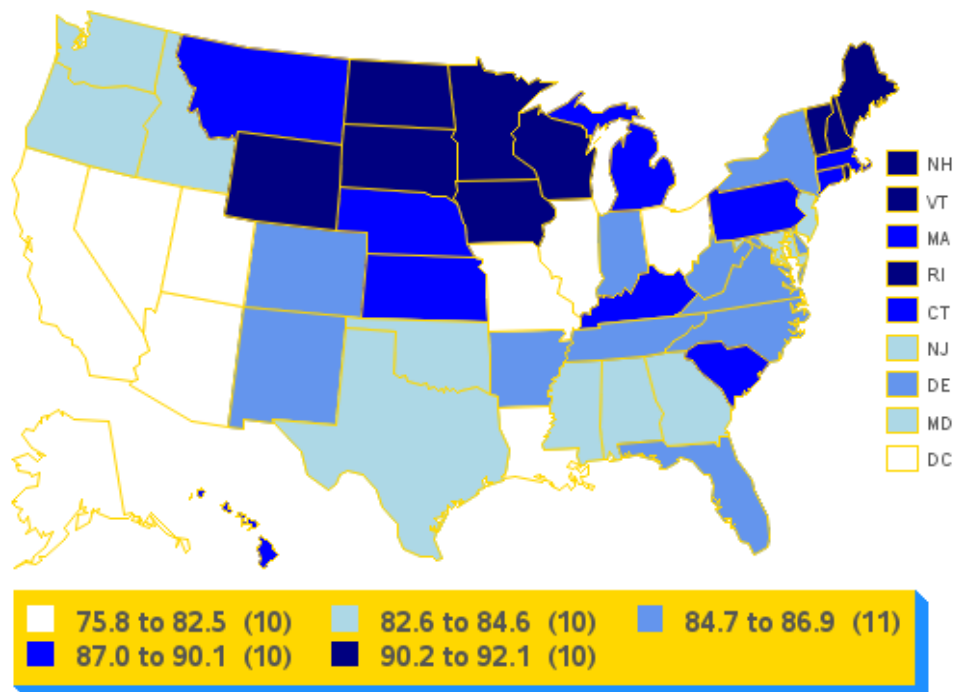 NH
VT
MA
RI
CT
NJ
DE
MD
DC
75.8 to 82.5 (10) 82.6 to 84.6 (10) 84.7 to 86.9 (11)
87.0 to 90.1 (10) 90.2 to 92.1 (10)